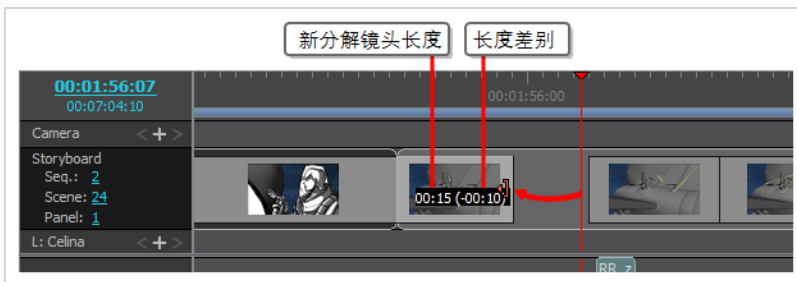 新分解镜头长度
长度差别
00:01:56:07
00:07:04:10
00:01:56:00
Camera < + >
Storyboard
Seq.: 2
Scene: 24
Panel: 1
00:15 (-00:10)
L: Celina < + >
RR_z